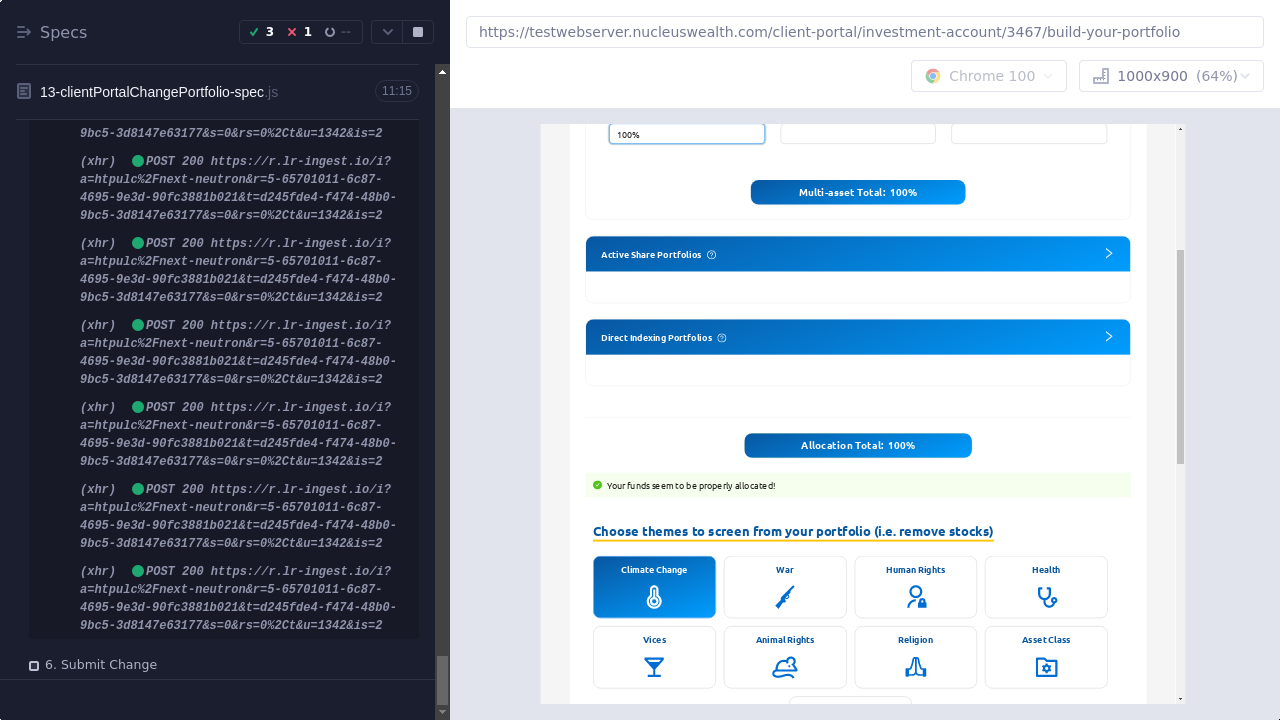 Specs
3
1
--
13-clientPortalChangePortfolio-spec.js
11:15
9bc5-3d8147e63177&s=0&rs=0%2Ct&u=1342&is=2
(xhr) POST 200 https://r.lr-ingest.io/i?
a=htpulc%2Fnext-neutron&r=5-65701011-6c87-
4695-9e3d-90fc3881b021&t=d245fde4-f474-48b0-
9bc5-3d8147e63177&s=0&rs=0%2Ct&u=1342&is=2
(xhr) POST 200 https://r.lr-ingest.io/i?
a=htpulc%2Fnext-neutron&r=5-65701011-6c87-
4695-9e3d-90fc3881b021&t=d245fde4-f474-48b0-
9bc5-3d8147e63177&s=0&rs=0%2Ct&u=1342&is=2
(xhr) POST 200 https://r.lr-ingest.io/i?
a=htpulc%2Fnext-neutron&r=5-65701011-6c87-
4695-9e3d-90fc3881b021&t=d245fde4-f474-48b0-
9bc5-3d8147e63177&s=0&rs=0%2Ct&u=1342&is=2
(xhr) POST 200 https://r.lr-ingest.io/i?
a=htpulc%2Fnext-neutron&r=5-65701011-6c87-
4695-9e3d-90fc3881b021&t=d245fde4-f474-48b0-
9bc5-3d8147e63177&s=0&rs=0%2Ct&u=1342&is=2
(xhr) POST 200 https://r.lr-ingest.io/i?
a=htpulc%2Fnext-neutron&r=5-65701011-6c87-
4695-9e3d-90fc3881b021&t=d245fde4-f474-48b0-
9bc5-3d8147e63177&s=0&rs=0%2Ct&u=1342&is=2
(xhr) POST 200 https://r.lr-ingest.io/i?
a=htpulc%2Fnext-neutron&r=5-65701011-6c87-
4695-9e3d-90fc3881b021&t=d245fde4-f474-48b0-
9bc5-3d8147e63177&s=0&rs=0%2Ct&u=1342&is=2
6. Submit Change
https://testwebserver.nucleuswealth.com/client-portal/investment-account/3467/build-your-portfolio
Chrome 100
1000x900 (64%)
100%
Multi-asset Total: 100%
Active Share Portfolios
Direct Indexing Portfolios
Allocation Total: 100%
Your funds seem to be properly allocated!
Choose themes to screen from your portfolio (i.e. remove stocks)
Climate Change
War
Human Rights
Health
Vices
Animal Rights
Religion
Asset Class